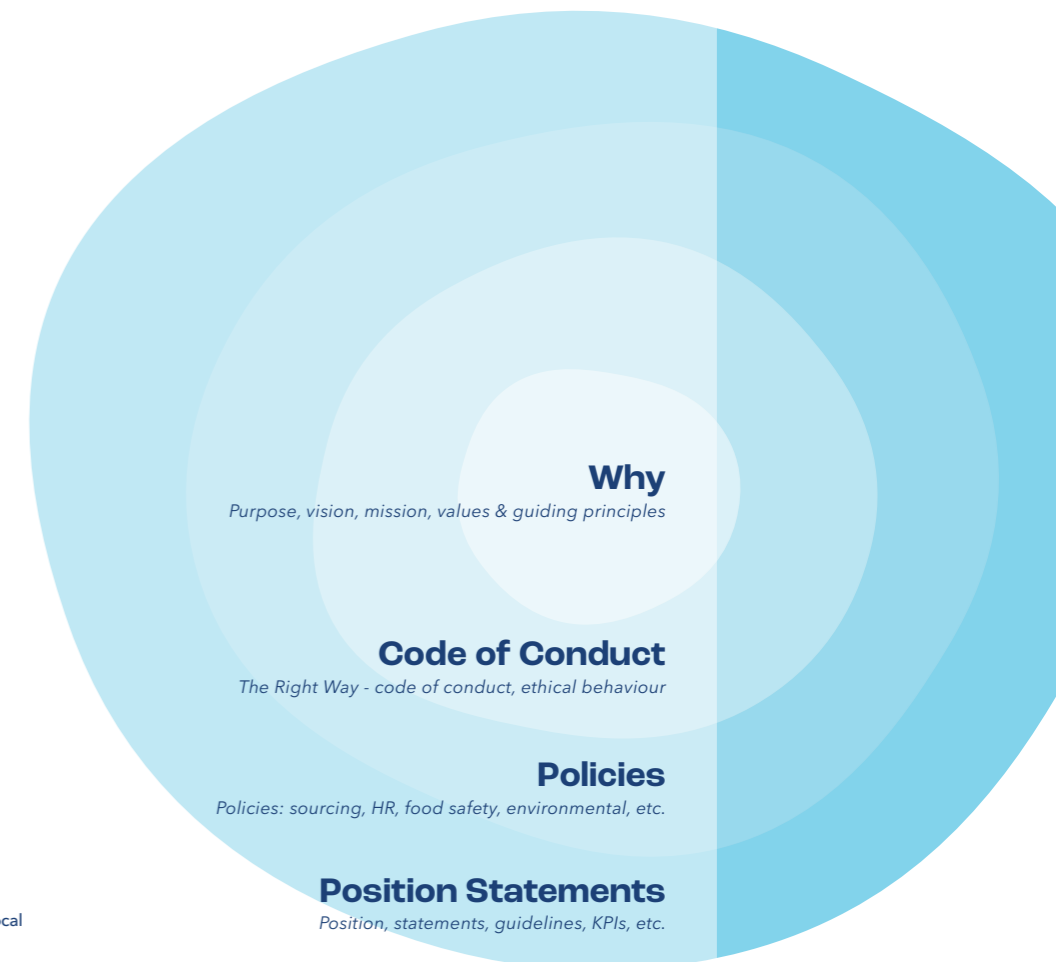 Why
Purpose, vision, mission, values & guiding principles
Code of Conduct
The Right Way - code of conduct, ethical behaviour
Policies
Policies: sourcing, HR, food safety, environmental, etc.
Position Statements
Position, statements, guidelines, KPIs, etc.